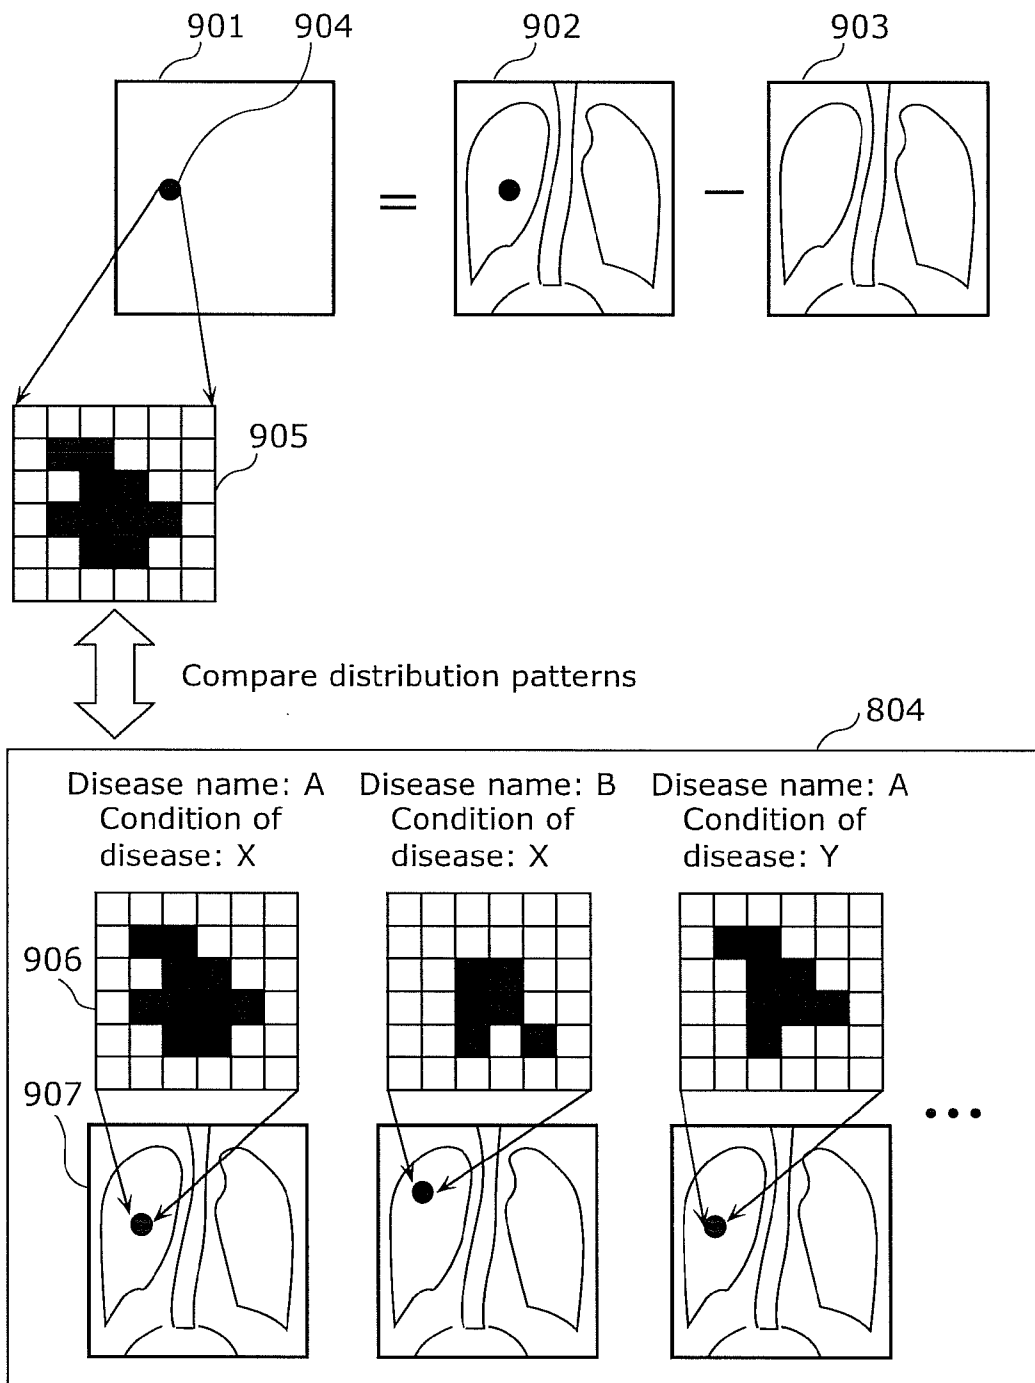 901
904
902
903
905
Compare distribution patterns
804
Disease name: A
Condition of
disease: X
Disease name: B
Condition of
disease: X
Disease name: A
Condition of
disease: Y
906
907
...